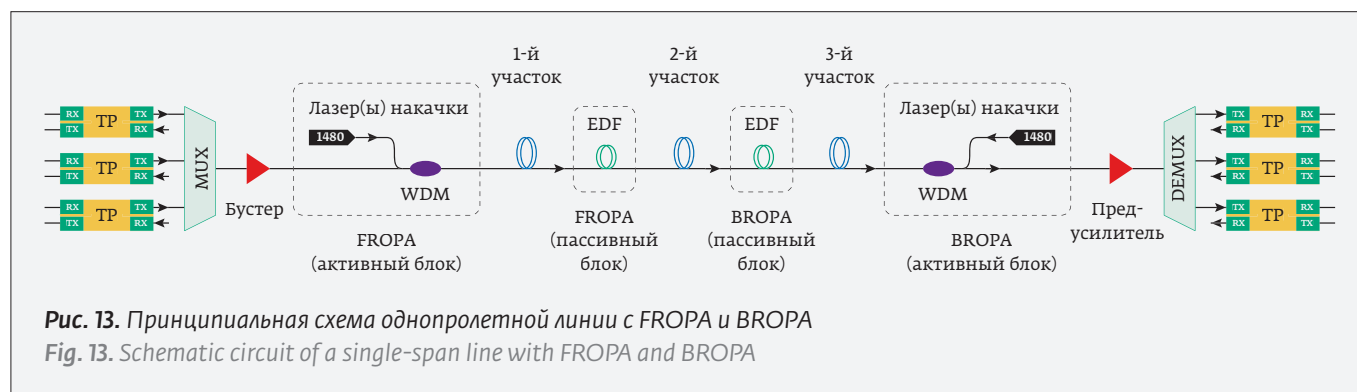 1-й участок
2-й участок
3-й участок
Лазер(ы) накачки
1480
WDM
EDF
EDF
Лазер(ы) накачки
1480
WDM
RX TP TX
TX RX
RX TP TX
TX RX
RX TP TX
TX RX
MUX
Бустер
FROPA
(активный блок)
FROPA
(пассивный
блок)
BROPA
(пассивный
блок)
BROPA
(активный блок)
Пред-
усилитель
DEMUX
TX TP RX
RX TX
TX TP RX
RX TX
TX TP RX
RX TX
Рис. 13. Принципиальная схема однопролетной линии с FROPA и BROPA
Fig. 13. Schematic circuit of a single-span line with FROPA and BROPA